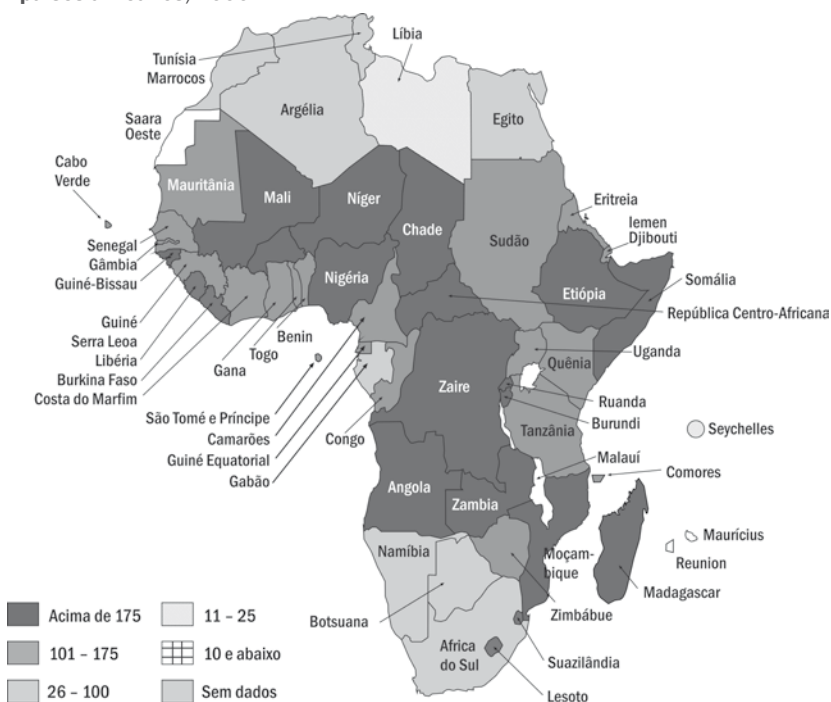 Líbia
Tunísia
Marrocos
Argélia
Egito
Saara
Oeste
Cabo
Verde
Mauritânia
Mali
Níger
Chade
Sudão
Eritreia
Iemen
Djibouti
Senegal
Gâmbia
Guiné-Bissau
Nigéria
Etiópia
Somália
República Centro-Africana
Guiné
Serra Leoa
Libéria
Burkina Faso
Costa do Marfim
Gana
Togo
Benin
Uganda
Quênia
Zaire
Ruanda
Burundi
São Tomé e Príncipe
Camarões
Guiné Equatorial
Gabão
Congo
Tanzânia
Seychelles
Malauí
Comores
Angola
Zambia
Maurícius
Reunion
Madagascar
Namíbia
Moçam-
bique
Zimbábue
Botsuana
Africa
do Sul
Suazilândia
Lesoto
Acima de 175
101 – 175
26 – 100
11 – 25
10 e abaixo
Sem dados